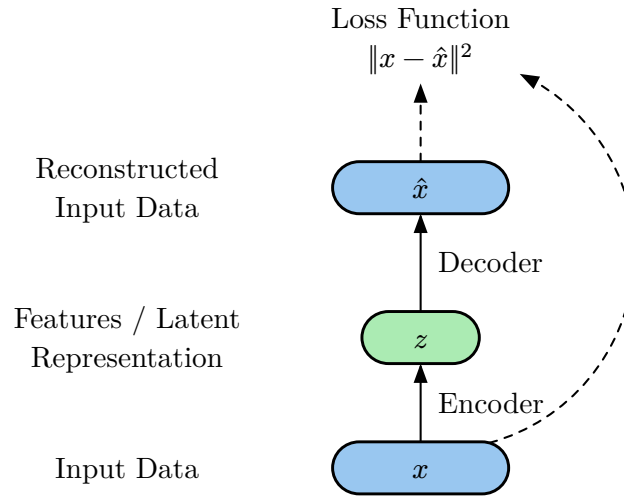 Loss Function
‖x − x̂‖²
Reconstructed
Input Data
x̂
Decoder
Features / Latent
Representation
z
Encoder
Input Data
x